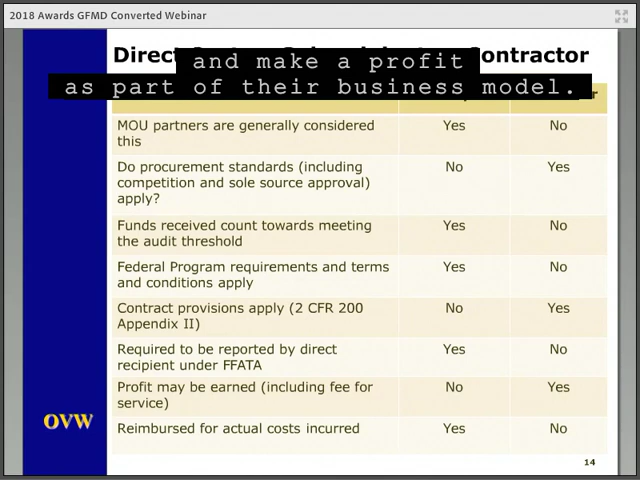 2018 Awards GFMD Converted Webinar
Contractor
and make a profit
as part of their business model.
MOU partners are generally considered Yes No
this
Do procurement standards (including No Yes
competition and sole source approval)
apply?
Funds received count towards meeting Yes No
the audit threshold
Federal Program requirements and terms Yes No
and conditions apply
Contract provisions apply (2 CFR 200 No Yes
Appendix II)
Required to be reported by direct Yes No
recipient under FFATA
Profit may be earned (including fee for No Yes
service)
Reimbursed for actual costs incurred Yes No
OVW
14